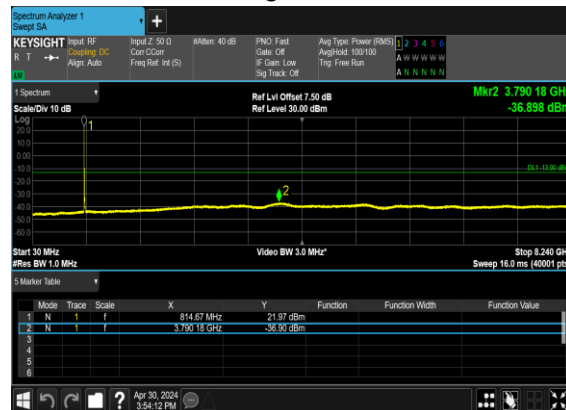 Spectrum Analyzer 1
Swept SA
+
KEYSIGHT Input: RF Input Z: 50 Ω #Atten: 40 dB PNO: Fast Avg Type: Power (RMS) 1 2 3 4 5 6
R T Coupling: DC Corr CCorr Gate: Off Avg|Hold: 100/100 A W W W W W
Align: Auto Freq Ref: Int (S) IF Gain: Low Trig: Free Run
Sig Track: Off A N N N N N
1 Spectrum Ref Lvl Offset 7.50 dB Mkr2 3.790 18 GH
Scale/Div 10 dB Ref Level 30.00 dBm -36.898 dBr
Log
1
20.0
10.0
0.00
-10.0
DL1 -13.00 dB
-20.0
-30.0
2
-40.0
-50.0
-60.0
Start 30 MHz Video BW 3.0 MHz* Stop 8.240 GH
#Res BW 1.0 MHz Sweep 16.0 ms (40001 pts
5 Marker Table
Mode Trace Scale X Y Function Function Width Function Value
1 N 1 f 814.67 MHz 21.97 dBm
2 N 1 f 3.790 18 GHz -36.90 dBm
3
4
5
6
? Apr 30, 2024
3:54:12 PM